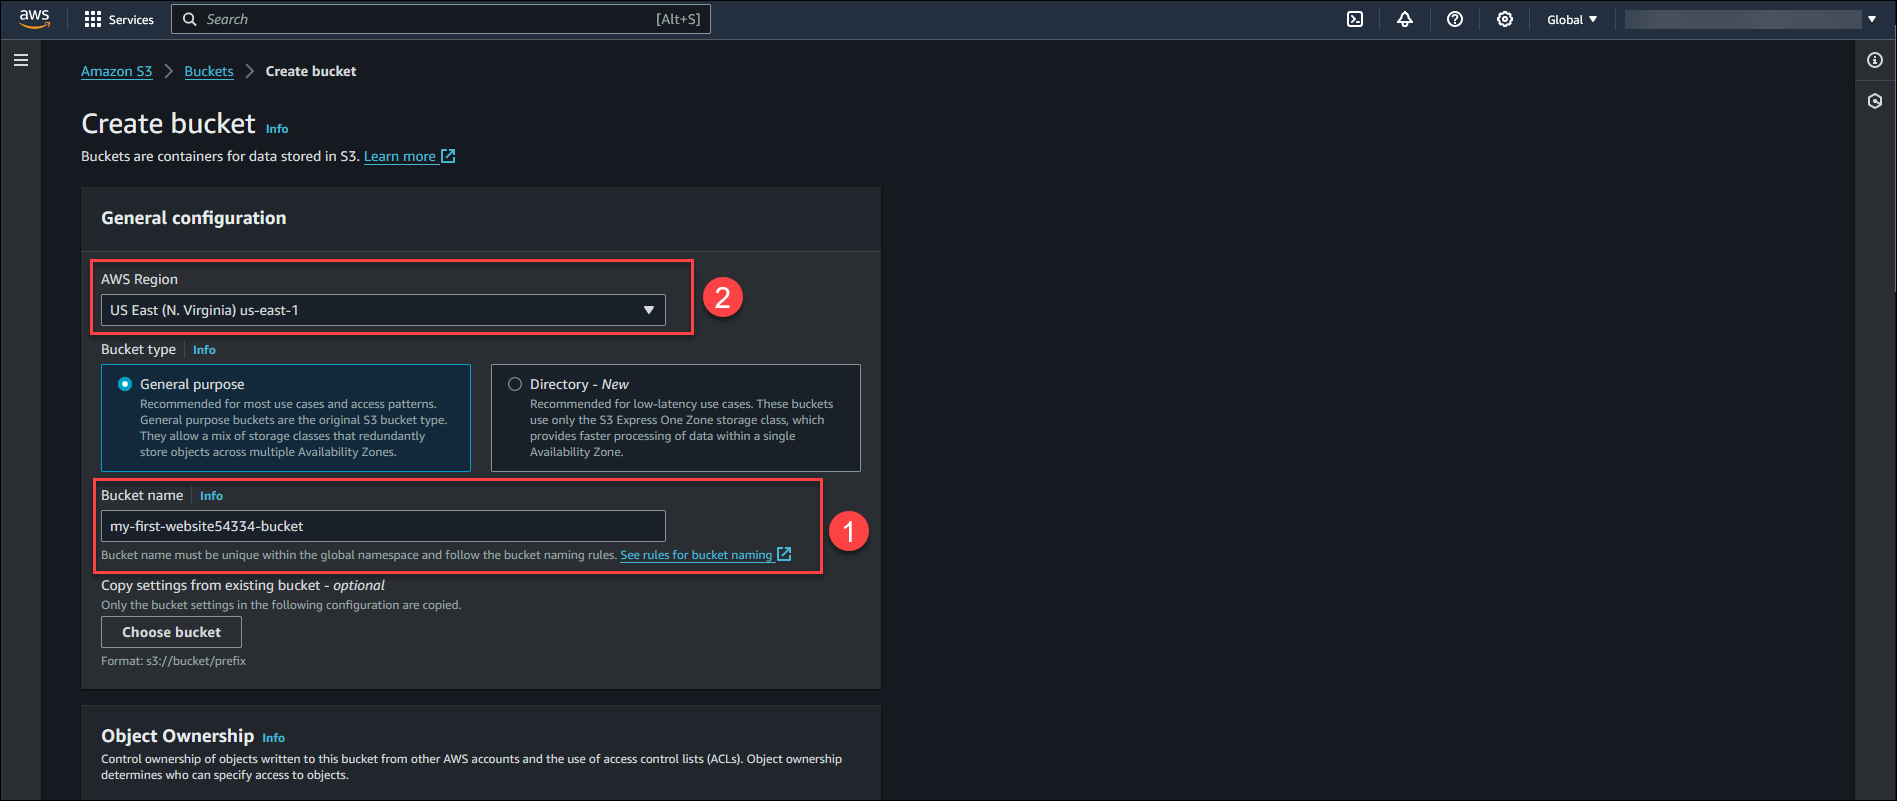 aws Services Search [Alt+S] Global
Amazon S3 Buckets Create bucket
Create bucket Info
Buckets are containers for data stored in S3. Learn more
General configuration
AWS Region
US East (N. Virginia) us-east-1
2
Bucket type Info
General purpose
Recommended for most use cases and access patterns.
General purpose buckets are the original S3 bucket type.
They allow a mix of storage classes that redundantly
store objects across multiple Availability Zones.
Directory - New
Recommended for low-latency use cases. These buckets
use only the S3 Express One Zone storage class, which
provides faster processing of data within a single
Availability Zone.
Bucket name Info
my-first-website54334-bucket
1
Bucket name must be unique within the global namespace and follow the bucket naming rules. See rules for bucket naming
Copy settings from existing bucket - optional
Only the bucket settings in the following configuration are copied.
Choose bucket
Format: s3://bucket/prefix
Object Ownership Info
Control ownership of objects written to this bucket from other AWS accounts and the use of access control lists (ACLs). Object ownership
determines who can specify access to objects.